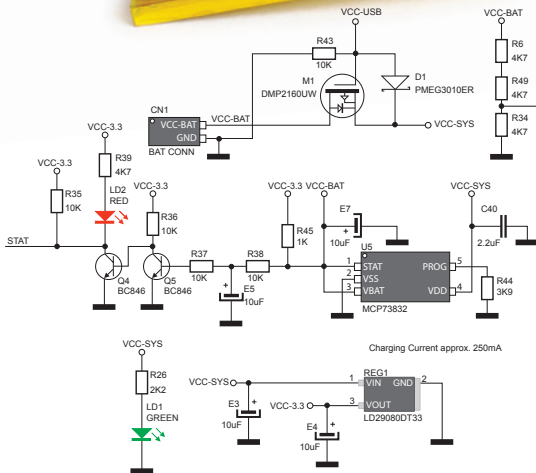 VCC-USB
VCC-BAT
R43
10K
R6
4K7
M1
DMP2160UW
D1
PMEG3010ER
R49
4K7
CN1
VCC-BAT
VCC-BAT
GND
BAT CONN
VCC-SYS
R34
4K7
VCC-3.3
R39
4K7
VCC-3.3
LD2
RED
VCC-3.3
VCC-3.3
VCC-BAT
VCC-SYS
R35
10K
R36
10K
R45
1K
E7
+
10uF
C40
2.2uF
STAT
U5
R37
10K
R38
10K
1
STAT
PROG
5
2
VSS
3
VBAT
VDD
4
MCP73832
R44
3K9
Q4
BC846
Q5
BC846
+
E5
10uF
Charging Current approx. 250mA
VCC-SYS
R26
2K2
LD1
GREEN
REG1
VCC-SYS
1
VIN
GND
2
E3
+
10uF
VCC-3.3
3
VOUT
LD29080DT33
E4
+
10uF